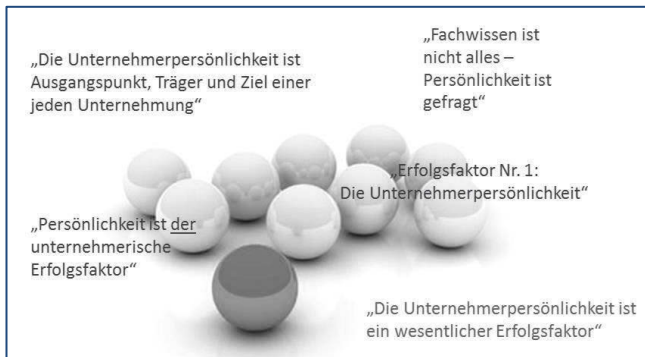 „Die Unternehmerpersönlichkeit ist
Ausgangspunkt, Träger und Ziel einer
jeden Unternehmung“
„Fachwissen ist
nicht alles –
Persönlichkeit ist
gefragt“
„Erfolgsfaktor Nr. 1:
Die Unternehmerpersönlichkeit“
„Persönlichkeit ist der
unternehmerische
Erfolgsfaktor“
„Die Unternehmerpersönlichkeit ist
ein wesentlicher Erfolgsfaktor“